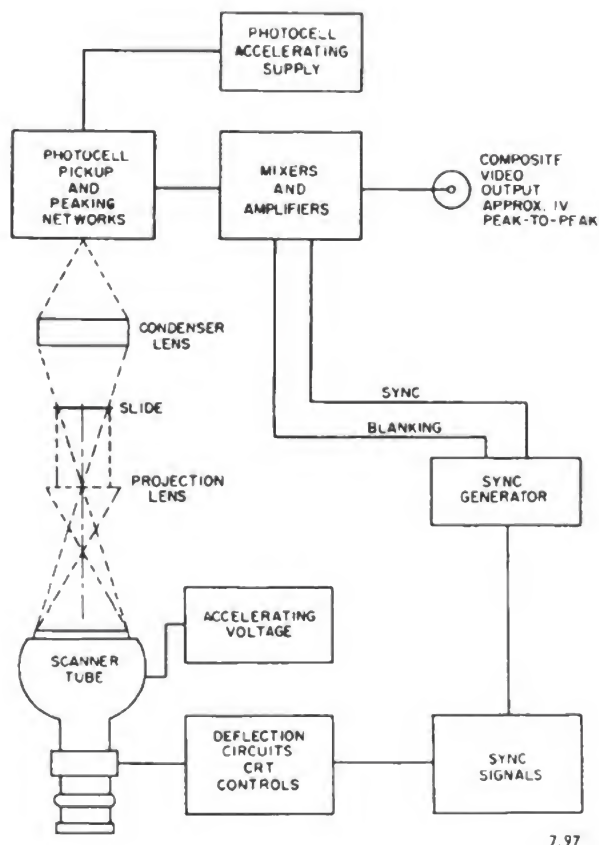 PHOTOCELL
ACCELERATING
SUPPLY
PHOTOCELL
PICKUP
AND
PEAKING
NETWORKS
MIXERS
AND
AMPLIFIERS
COMPOSITE
VIDEO
OUTPUT
APPROX. 1V
PEAK-TO-PEAK
CONDENSER
LENS
SLIDE
SYNC
BLANKING
PROJECTION
LENS
SYNC
GENERATOR
ACCELERATING
VOLTAGE
SCANNER
TUBE
DEFLECTION
CIRCUITS
CRT
CONTROLS
SYNC
SIGNALS
7.97